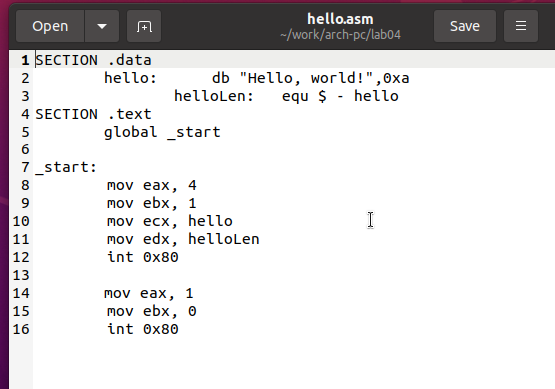 Open
hello.asm
~/work/arch-pc/lab04
Save
1 SECTION .data
2 hello: db "Hello, world!",0xa
3 helloLen: equ $ - hello
4 SECTION .text
5 global _start
6
7 _start:
8 mov eax, 4
9 mov ebx, 1
10 mov ecx, hello
11 mov edx, helloLen
12 int 0x80
13
14 mov eax, 1
15 mov ebx, 0
16 int 0x80